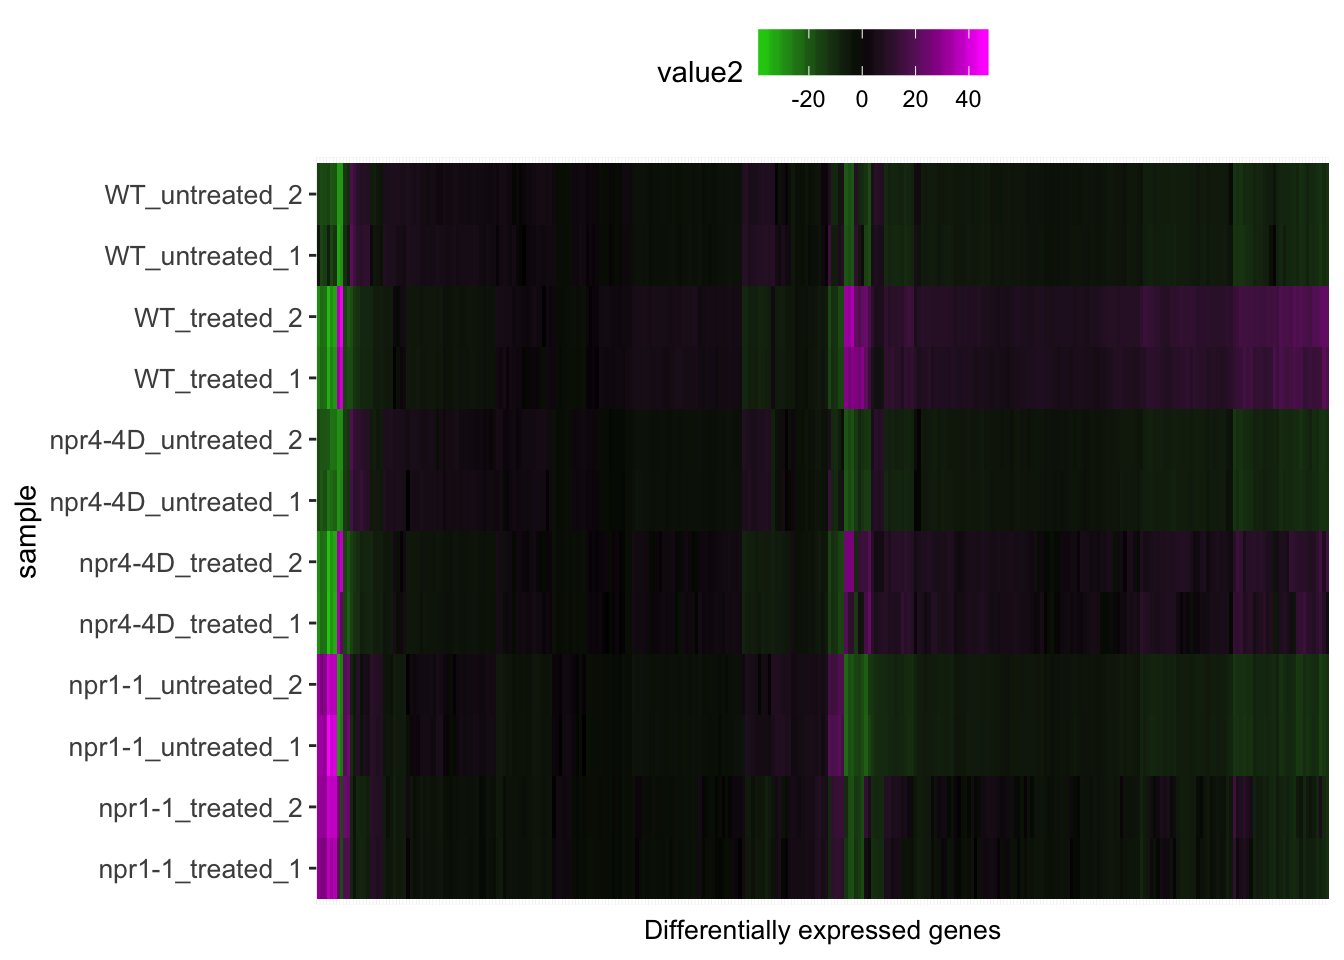 value2
-20 0 20 40
WT_untreated_2
WT_untreated_1
WT_treated_2
WT_treated_1
npr4-4D_untreated_2
npr4-4D_untreated_1
npr4-4D_treated_2
npr4-4D_treated_1
npr1-1_untreated_2
npr1-1_untreated_1
npr1-1_treated_2
npr1-1_treated_1
sample
Differentially expressed genes